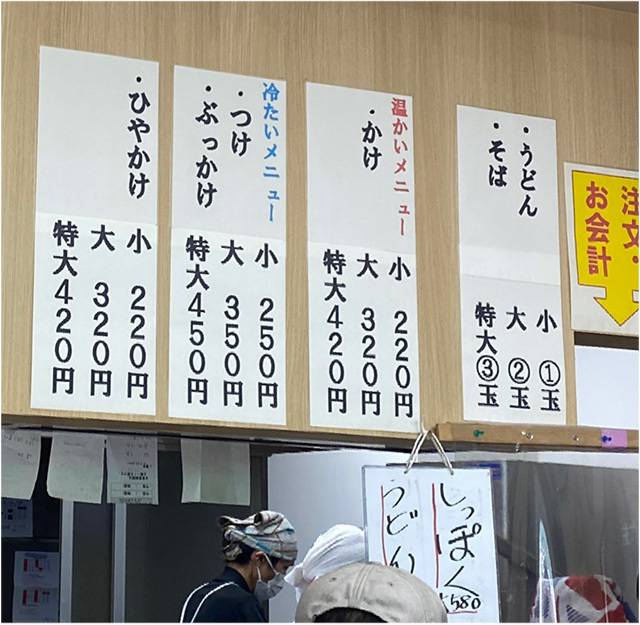 注文・
お会計
・うどん
・そば
小 ①玉
大 ②玉
特大③玉
温かいメニュー
・かけ
小 220円
大 320円
特大420円
冷たいメニュー
・つけ
・ぶっかけ
小 250円
大 350円
特大450円
・ひやかけ
小 220円
大 320円
特大420円
しっぽく
うどん
580